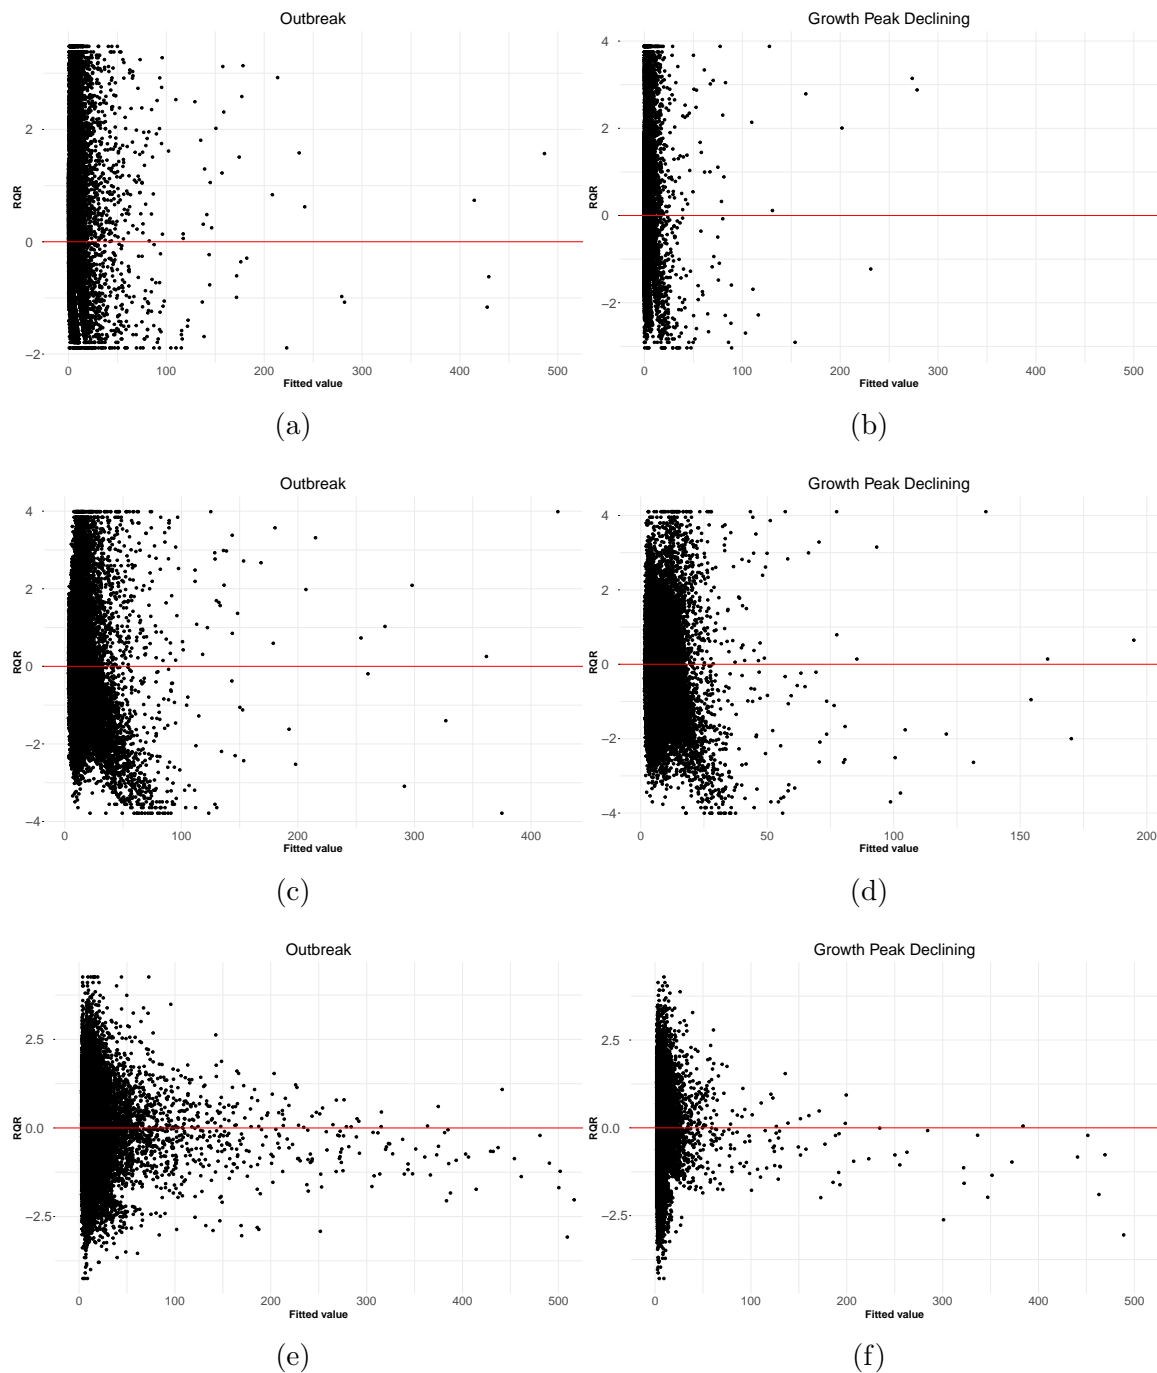 Outbreak
RQR
2
0
−2
0 100 200 300 400 500
Fitted value
(a)
Growth Peak Declining
RQR
4
2
0
−2
0 100 200 300 400 500
Fitted value
(b)
Outbreak
RQR
4
2
0
−2
−4
0 100 200 300 400
Fitted value
(c)
Growth Peak Declining
RQR
4
2
0
−2
−4
0 50 100 150 200
Fitted value
(d)
Outbreak
RQR
2.5
0.0
−2.5
0 100 200 300 400 500
Fitted value
(e)
Growth Peak Declining
RQR
2.5
0.0
−2.5
0 100 200 300 400 500
Fitted value
(f)